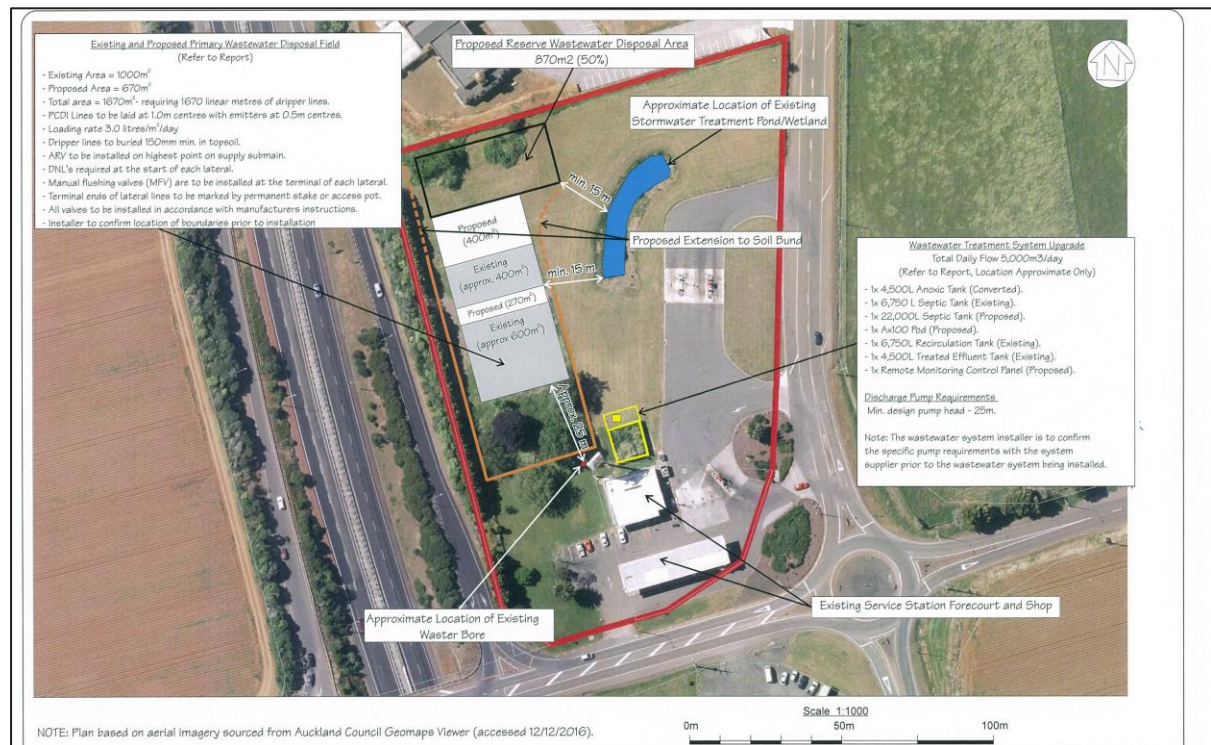 Existing and Proposed Primary Wastewater Disposal Field
(Refer to Report)
- Existing Area = 1000m²
- Proposed Area = 670m²
- Total area = 1670m²- requiring 1670 linear metres of dripper lines.
- PCDI Lines to be laid at 1.0m centres with emitters at 0.5m centres.
- Loading rate 3.0 litres/m²/day
- Dripper lines to buried 150mm min. in topsoil.
- ARV to be installed on highest point on supply submain.
- DNL's required at the start of each lateral.
- Manual flushing valves (MFV) are to be installed at the terminal of each lateral.
- Terminal ends of lateral lines to be marked by permanent stake or access pot.
- All valves to be installed in accordance with manufacturers instructions.
- Installer to confirm location of boundaries prior to installation
Proposed Reserve Wastewater Disposal Area
870m2 (50%)
N
Approximate Location of Existing
Stormwater Treatment Pond/Wetland
min. 15 m
Proposed
(400m²)
Proposed Extension to Soil Bund
Existing
(approx. 400m²)
min. 15 m
Proposed (270m²)
Existing
(approx 600m²)
Approx. 25 m
Wastewater Treatment System Upgrade
Total Daily Flow 5,000m3/day
(Refer to Report, Location Approximate Only)
- 1x 4,500L Anoxic Tank (Converted).
- 1x 6,750 L Septic Tank (Existing).
- 1x 22,000L Septic Tank (Proposed).
- 1x Ax100 Pod (Proposed).
- 1x 6,750L Recirculation Tank (Existing).
- 1x 4,500L Treated Effluent Tank (Existing).
- 1x Remote Monitoring Control Panel (Proposed).
Discharge Pump Requirements
Min. design pump head - 25m.
Note: The wastewater system installer is to confirm
the specific pump requirements with the system
supplier prior to the wastewater system being installed.
Approximate Location of Existing
Waster Bore
Existing Service Station Forecourt and Shop
NOTE: Plan based on aerial imagery sourced from Auckland Council Geomaps Viewer (accessed 12/12/2016).
Scale 1:1000
0m 50m 100m